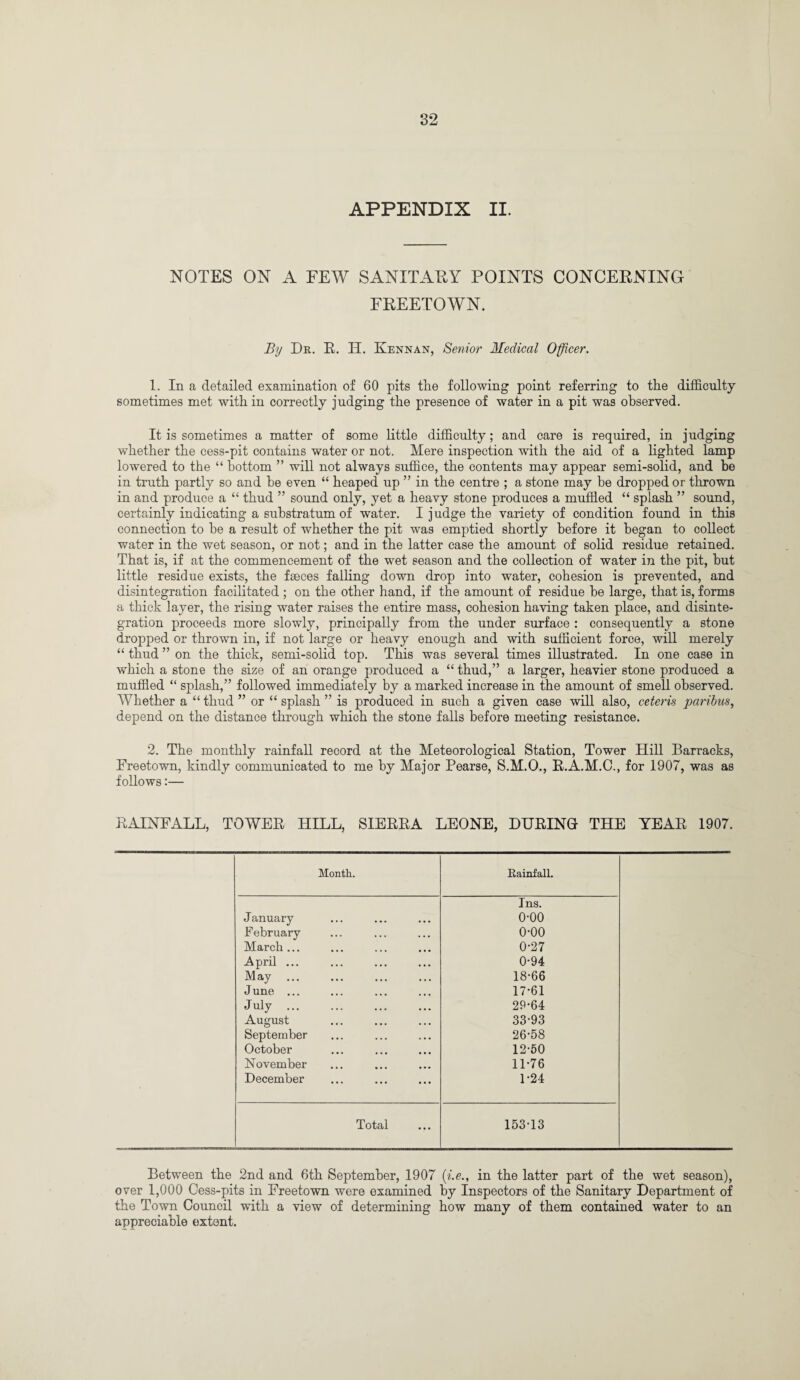 32
APPENDIX II.
NOTES ON A FEW SANITARY POINTS CONCERNING
FREETOWN.
By Dr. R. H. Kennan, Senior Medical Officer.
1. In a detailed examination of 60 pits the following point referring to the difficulty
sometimes met with in correctly judging the presence of water in a pit was observed.
It is sometimes a matter of some little difficulty; and care is required, in judging
whether the cess-pit contains water or not. Mere inspection with the aid of a lighted lamp
lowered to the “ bottom ” will not always suffice, the contents may appear semi-solid, and be
in truth partly so and be even “ heaped up ” in the centre ; a stone may be dropped or thrown
in and produce a “ thud ” sound only, yet a heavy stone produces a muffled “ splash ” sound,
certainly indicating a substratum of water. I judge the variety of condition found in this
connection to be a result of whether the pit was emptied shortly before it began to collect
water in the wet season, or not; and in the latter case the amount of solid residue retained.
That is, if at the commencement of the wet season and the collection of water in the pit, but
little residue exists, the fæces falling down drop into water, cohesion is prevented, and
disintegration facilitated ; on the other hand, if the amount of residue be large, that is, forms
a thick layer, the rising water raises the entire mass, cohesion having taken place, and disinte-
gration proceeds more slowly, principally from the under surface : consequently a stone
dropped or thrown in, if not large or heavy enough and with sufficient force, will merely
“ thud ” on the thick, semi-solid top. This was several times illustrated. In one case in
which a stone the size of an orange produced a “ thud,” a larger, heavier stone produced a
muffled “ splash,” followed immediately by a marked increase in the amount of smell observed.
Whether a “ thud ” or “ splash ” is produced in such a given case will also, ceteris paribus,
depend on the distance through which the stone falls before meeting resistance.
2. The monthly rainfall record at the Meteorological Station, Tower Hill Barracks,
Freetown, kindly communicated to me by Major Pearse, S.M.O., R.A.M.C., for 1907, was as
follows:—
RAINFALL, TOWER HILL, SIERRA LEONE, DURING THE YEAR 1907.
Month. Rainfall.
Ins.
January ... ... ... 0·00
February ... ... ... 0·00
March ... ... ... ... 0·27
April ... ... ... ... 0·94
May ... ... ... ... 18·66
June ... ... ... ... 17·61
July ... ... ... ... 29·64
August ... ... ... 33·93
September ... ... ... 26·58
October ... ... ... 12·50
November ... ... ... 11·76
December ... ... ... 1·24
Total ... 153·13
Between the 2nd and 6th September, 1907 (i.e., in the latter part of the wet season),
over 1,000 Cess-pits in Freetown were examined by Inspectors of the Sanitary Department of
the Town Council with a view of determining how many of them contained water to an
appreciable extent.